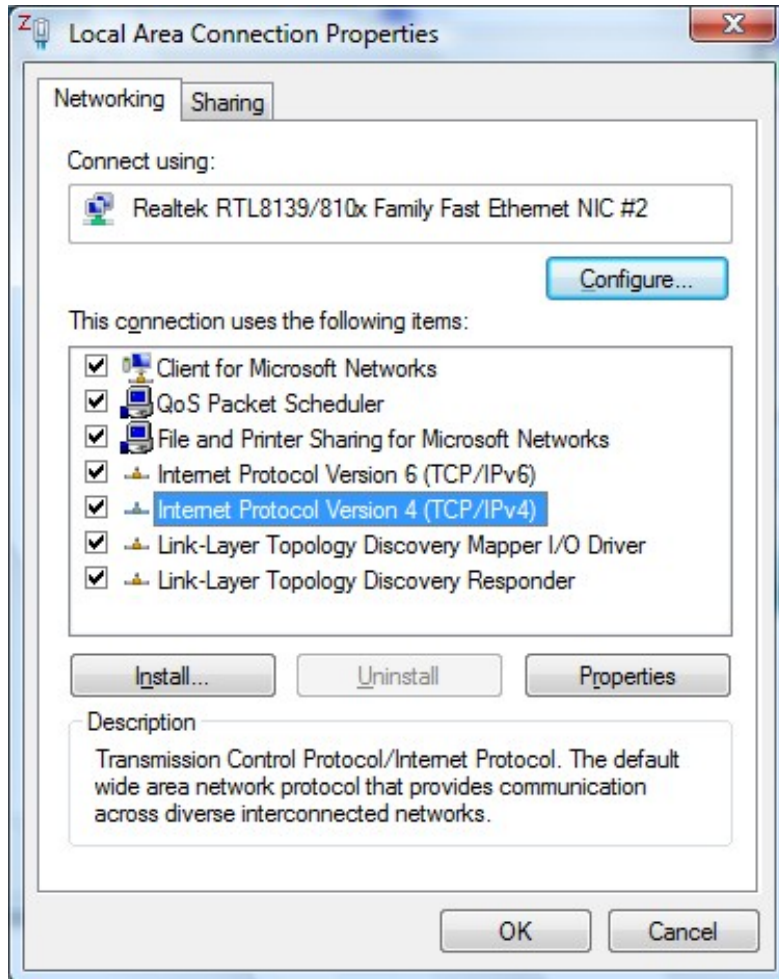 Local Area Connection Properties
Networking
Sharing
Connect using:
Realtek RTL8139/810x Family Fast Ethernet NIC #2
Configure...
This connection uses the following items:
Client for Microsoft Networks
QoS Packet Scheduler
File and Printer Sharing for Microsoft Networks
Internet Protocol Version 6 (TCP/IPv6)
Internet Protocol Version 4 (TCP/IPv4)
Link-Layer Topology Discovery Mapper I/O Driver
Link-Layer Topology Discovery Responder
Install...
Uninstall
Properties
Description
Transmission Control Protocol/Internet Protocol. The default
wide area network protocol that provides communication
across diverse interconnected networks.
OK
Cancel